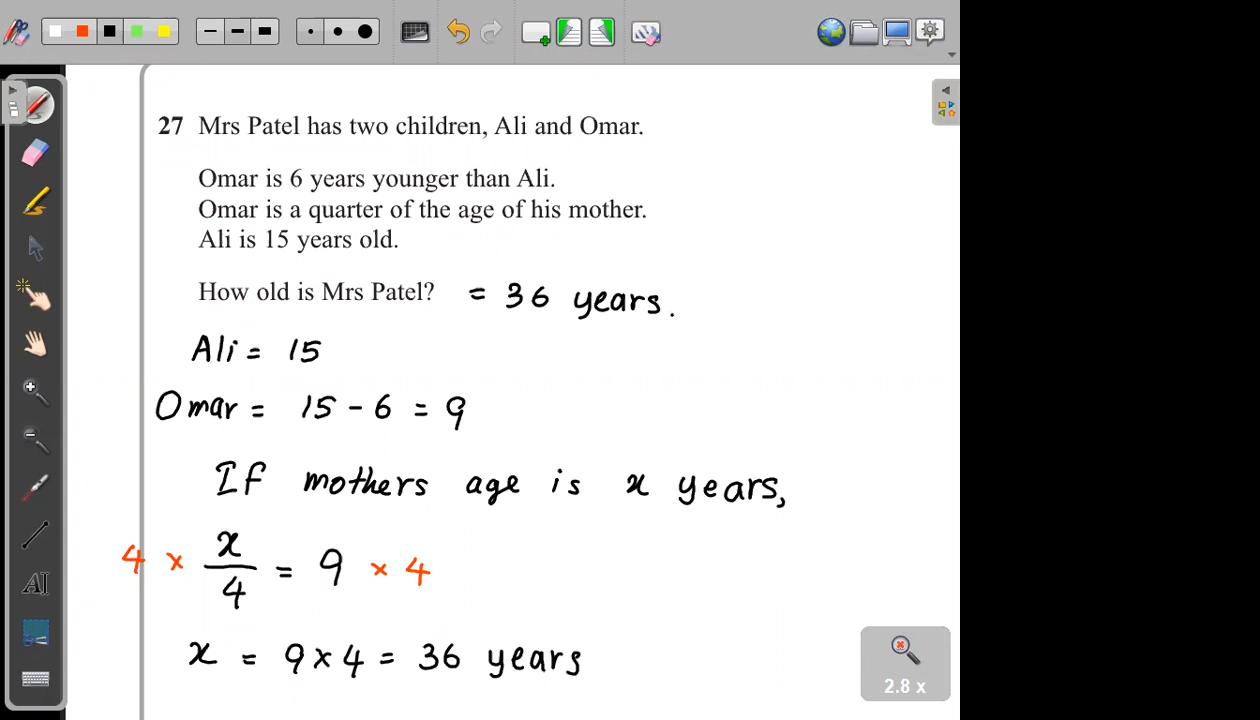 27 Mrs Patel has two children, Ali and Omar.
Omar is 6 years younger than Ali.
Omar is a quarter of the age of his mother.
Ali is 15 years old.
How old is Mrs Patel? = 36 years.
Ali = 15
Omar = 15 - 6 = 9
If mothers age is x years,
4 × x/4 = 9 × 4
x = 9 × 4 = 36 years
AI
2.8 x